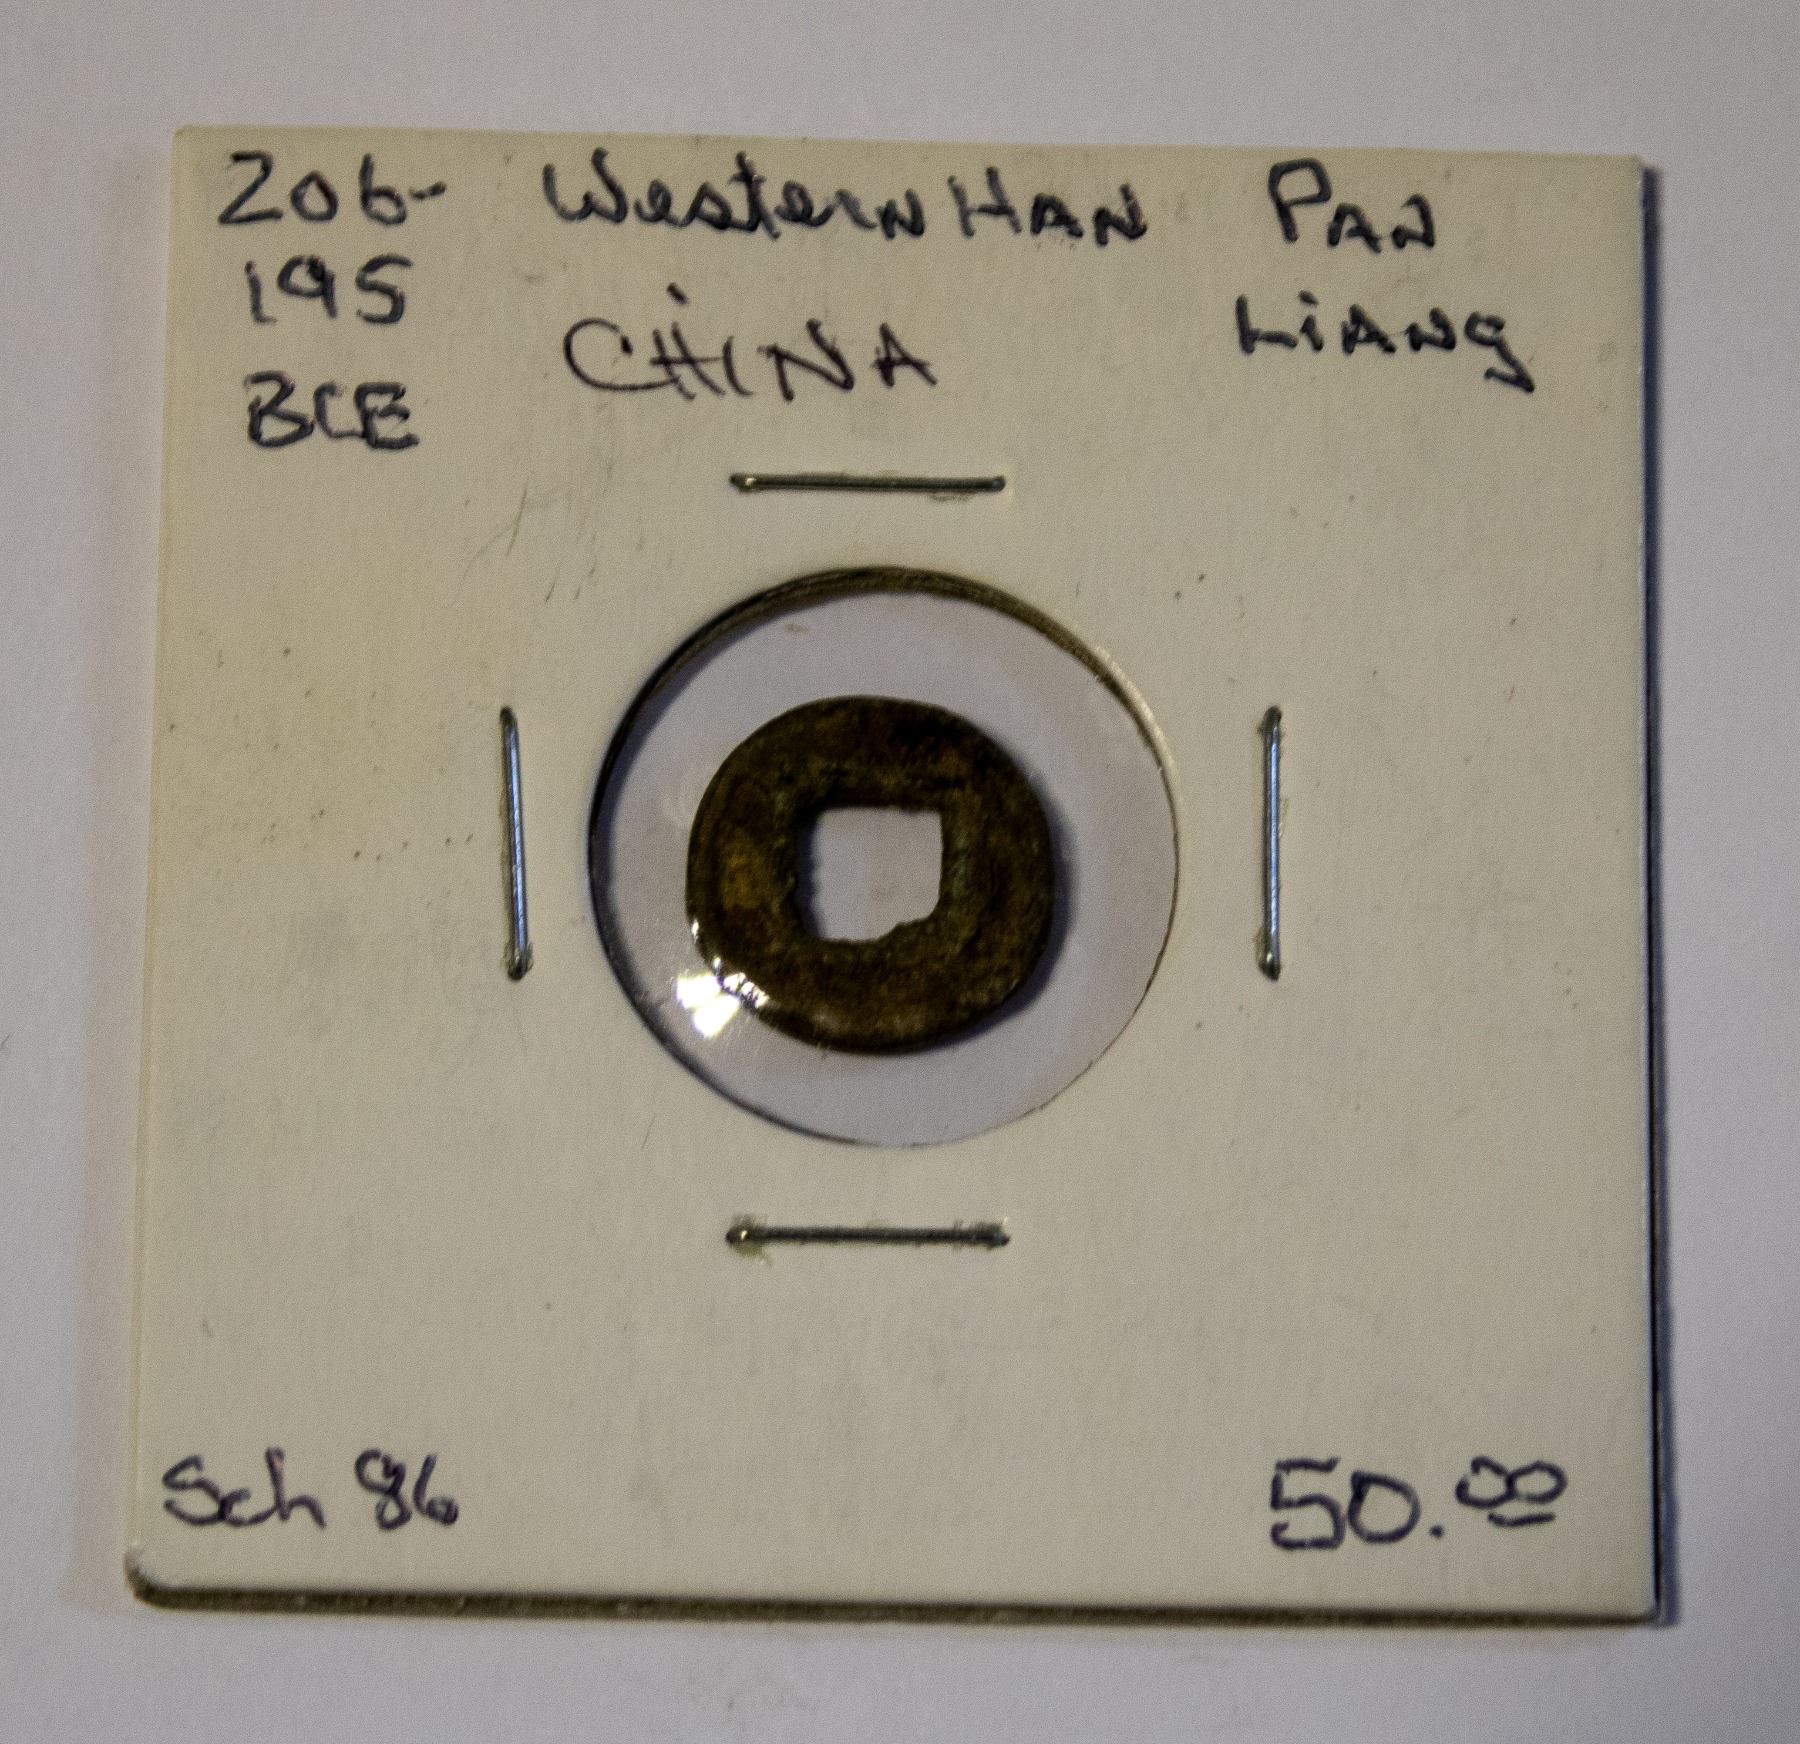 206-
195
BCE
Western HAN
CHINA
PAN
LiANg
Sch 86
50.00